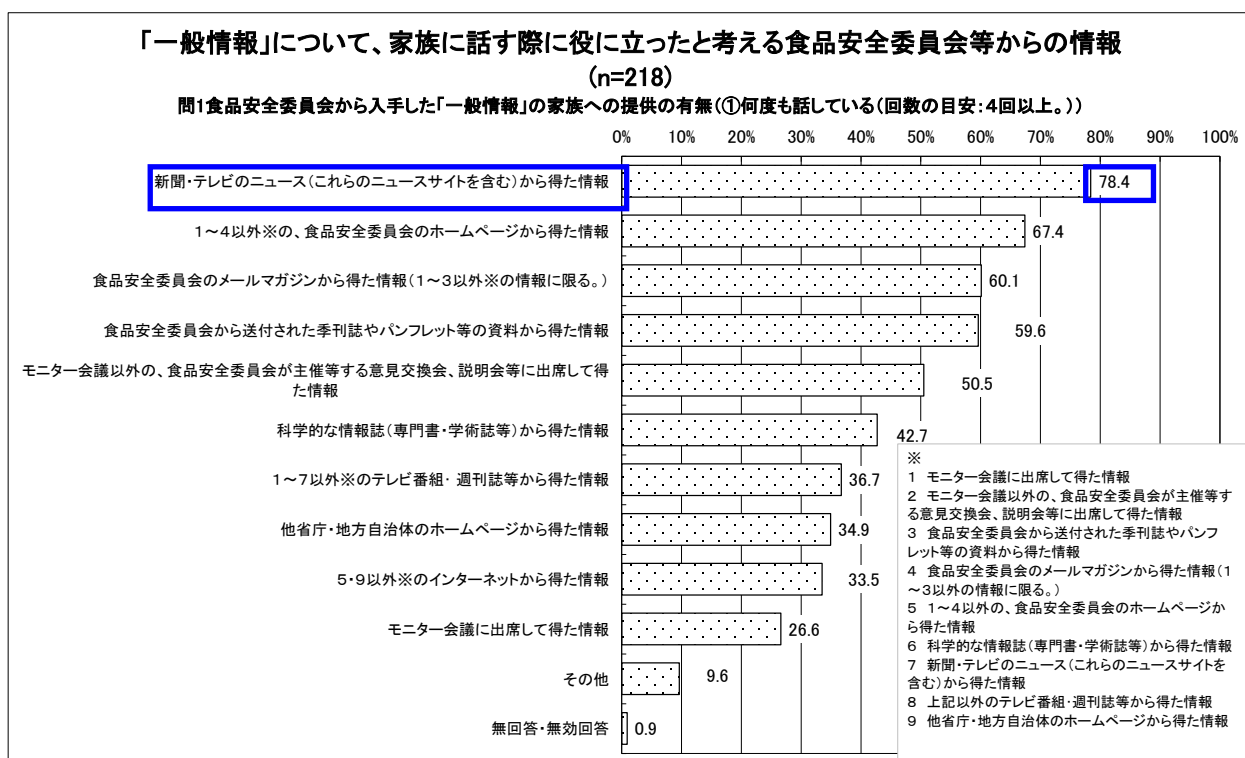 「一般情報」について、家族に話す際に役に立ったと考える食品安全委員会等からの情報
(n=218)
問1食品安全委員会から入手した「一般情報」の家族への提供の有無(①何度も話している(回数の目安:4回以上。))
0% 10% 20% 30% 40% 50% 60% 70% 80% 90% 100%
新聞・テレビのニュース(これらのニュースサイトを含む)から得た情報 78.4
1~4以外※の、食品安全委員会のホームページから得た情報 67.4
食品安全委員会のメールマガジンから得た情報(1~3以外※の情報に限る。) 60.1
食品安全委員会から送付された季刊誌やパンフレット等の資料から得た情報 59.6
モニター会議以外の、食品安全委員会が主催等する意見交換会、説明会等に出席して得
た情報 50.5
科学的な情報誌(専門書・学術誌等)から得た情報 42.7
1~7以外※のテレビ番組・週刊誌等から得た情報 36.7
他省庁・地方自治体のホームページから得た情報 34.9
5・9以外※のインターネットから得た情報 33.5
モニター会議に出席して得た情報 26.6
その他 9.6
無回答・無効回答 0.9
※
1 モニター会議に出席して得た情報
2 モニター会議以外の、食品安全委員会が主催等す
る意見交換会、説明会等に出席して得た情報
3 食品安全委員会から送付された季刊誌やパンフ
レット等の資料から得た情報
4 食品安全委員会のメールマガジンから得た情報(1
~3以外の情報に限る。)
5 1~4以外の、食品安全委員会のホームページか
ら得た情報
6 科学的な情報誌(専門書・学術誌等)から得た情報
7 新聞・テレビのニュース(これらのニュースサイトを
含む)から得た情報
8 上記以外のテレビ番組・週刊誌等から得た情報
9 他省庁・地方自治体のホームページから得た情報